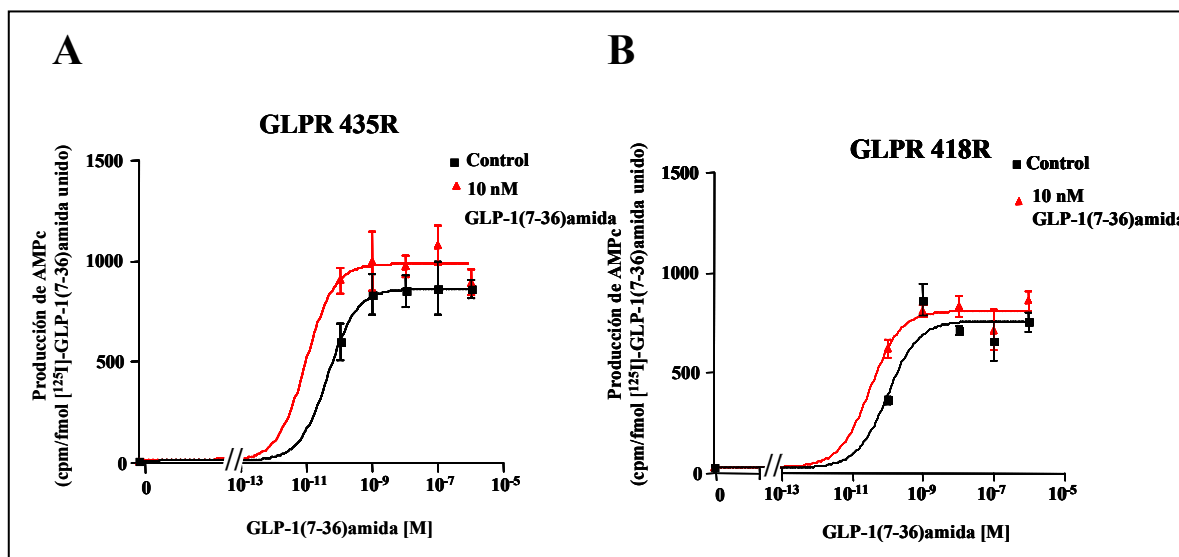 A
GLPR 435R
Producción de AMPc
(cpm/fmol [¹²⁵I]-GLP-1(7-36)amida unido)
1500
1000
500
0
Control
10 nM
GLP-1(7-36)amida
0
10⁻¹³
10⁻¹¹
10⁻⁹
10⁻⁷
10⁻⁵
GLP-1(7-36)amida [M]
B
GLPR 418R
Producción de AMPc
(cpm/fmol [¹²⁵I]-GLP-1(7-36)amida unido)
1500
1000
500
0
Control
10 nM
GLP-1(7-36)amida
0
10⁻¹³
10⁻¹¹
10⁻⁹
10⁻⁷
10⁻⁵
GLP-1(7-36)amida [M]